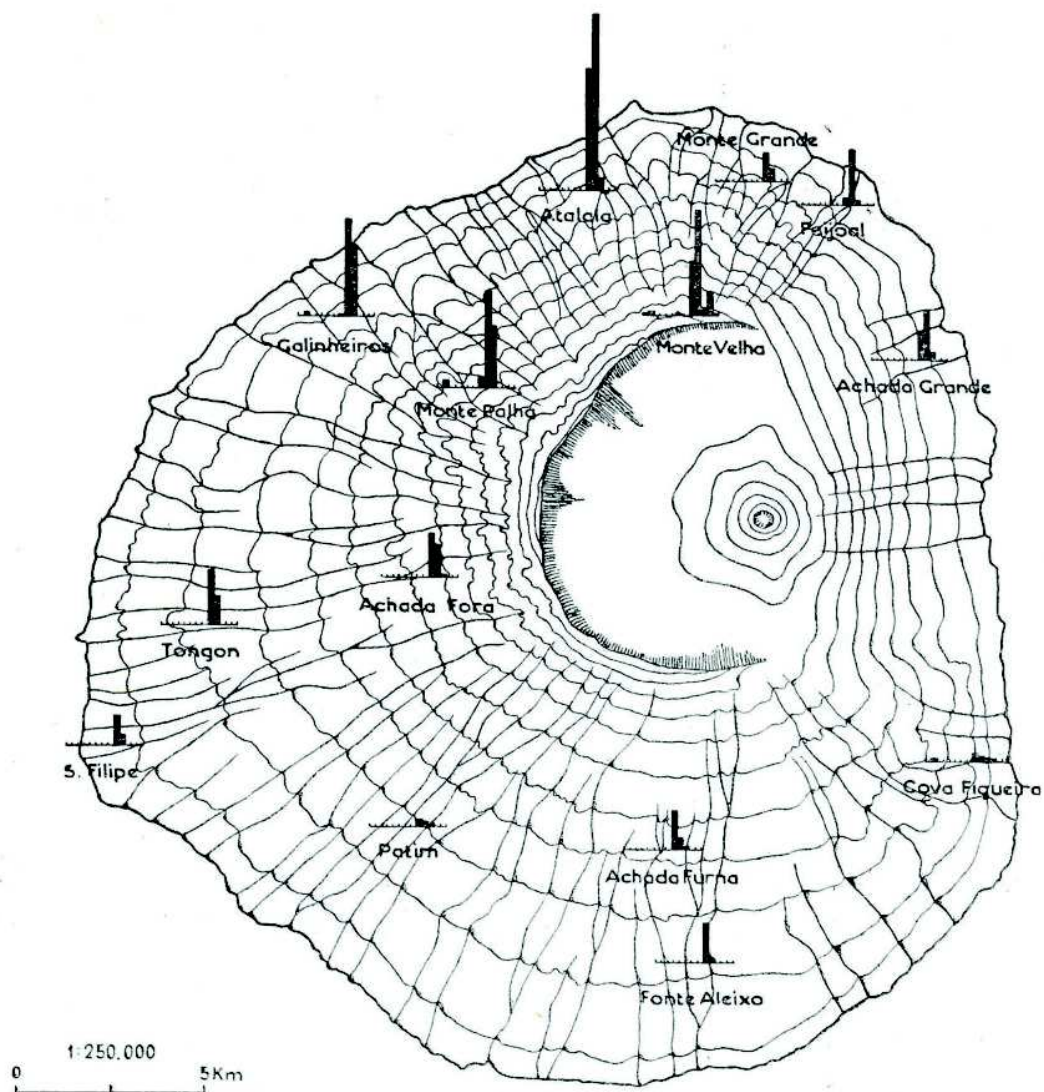 Monte Grande
Atalaia
Feijoal
Galinheiros
Monte Velha
Achada Grande
Monte Palha
Achada Fora
Tongon
S. Filipe
Cova Figueira
Patim
Achada Furna
Fonte Aleixo
1:250.000
0 5Km